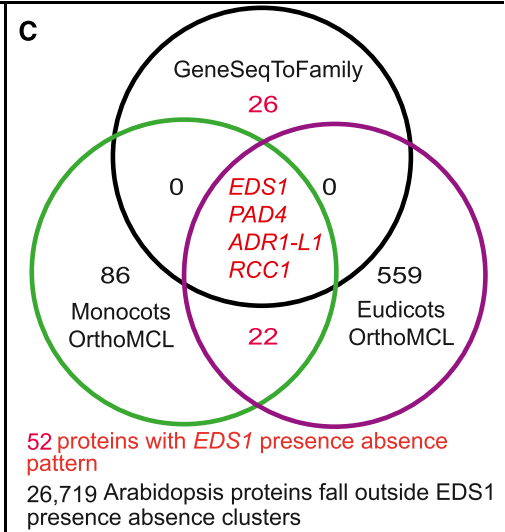 C
GeneSeqToFamily
26
0
0
EDS1
PAD4
ADR1-L1
RCC1
86
559
Monocots
OrthoMCL
Eudicots
OrthoMCL
22
52 proteins with EDS1 presence absence
pattern
26,719 Arabidopsis proteins fall outside EDS1
presence absence clusters